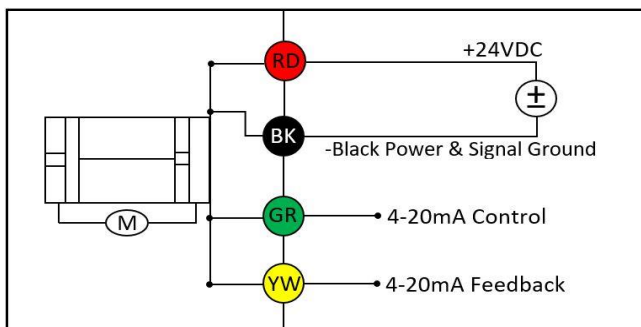 RD
+24VDC
±
BK
-Black Power & Signal Ground
M
GR
4-20mA Control
YW
4-20mA Feedback